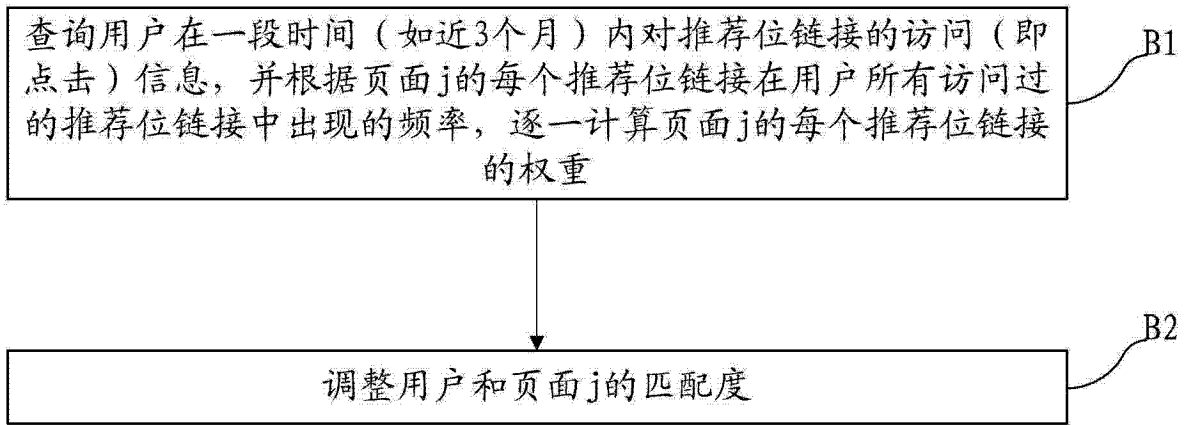 查询用户在一段时间（如近3个月）内对推荐位链接的访问（即
点击）信息，并根据页面j的每个推荐位链接在用户所有访问过
的推荐位链接中出现的频率，逐一计算页面j的每个推荐位链接
的权重
B1
调整用户和页面j的匹配度
B2